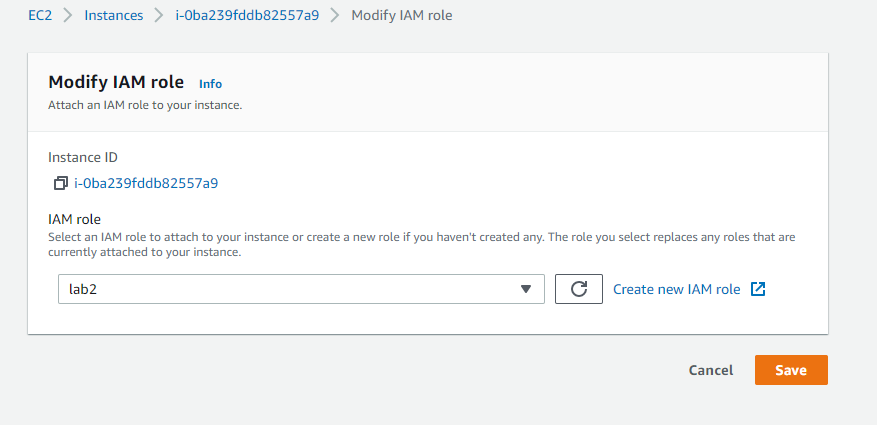 EC2 > Instances > i-0ba239fddb82557a9 > Modify IAM role
Modify IAM role Info
Attach an IAM role to your instance.
Instance ID
i-0ba239fddb82557a9
IAM role
Select an IAM role to attach to your instance or create a new role if you haven't created any. The role you select replaces any roles that are
currently attached to your instance.
lab2
Create new IAM role
Cancel
Save